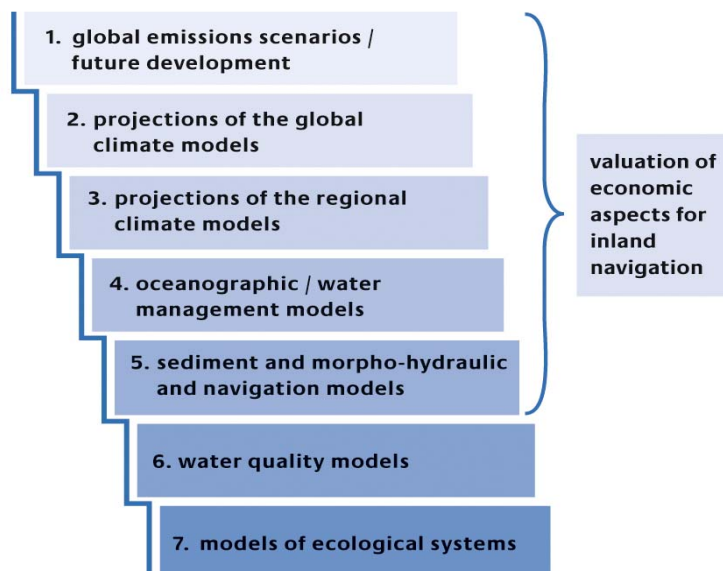 1. global emissions scenarios /
future development
2. projections of the global
climate models
3. projections of the regional
climate models
4. oceanographic / water
management models
5. sediment and morpho-hydraulic
and navigation models
6. water quality models
7. models of ecological systems
valuation of
economic
aspects for
inland
navigation